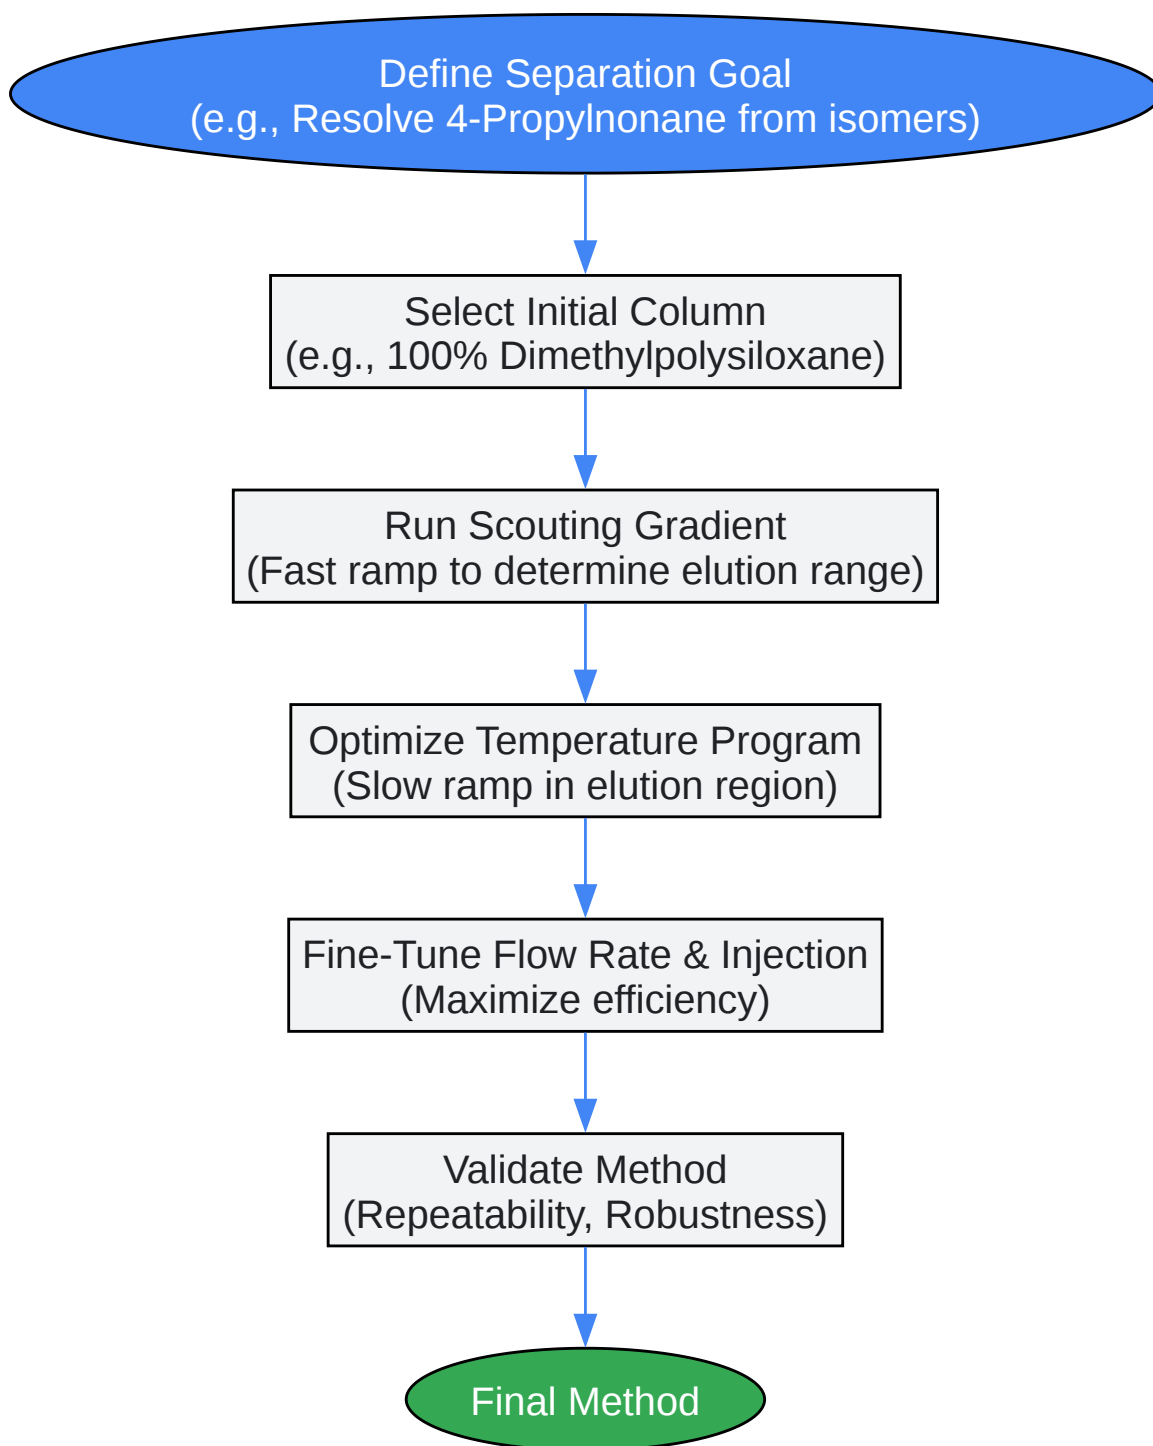 Define Separation Goal
(e.g., Resolve 4-Propylnonane from isomers)
Select Initial Column
(e.g., 100% Dimethylpolysiloxane)
Run Scouting Gradient
(Fast ramp to determine elution range)
Optimize Temperature Program
(Slow ramp in elution region)
Fine-Tune Flow Rate & Injection
(Maximize efficiency)
Validate Method
(Repeatability, Robustness)
Final Method